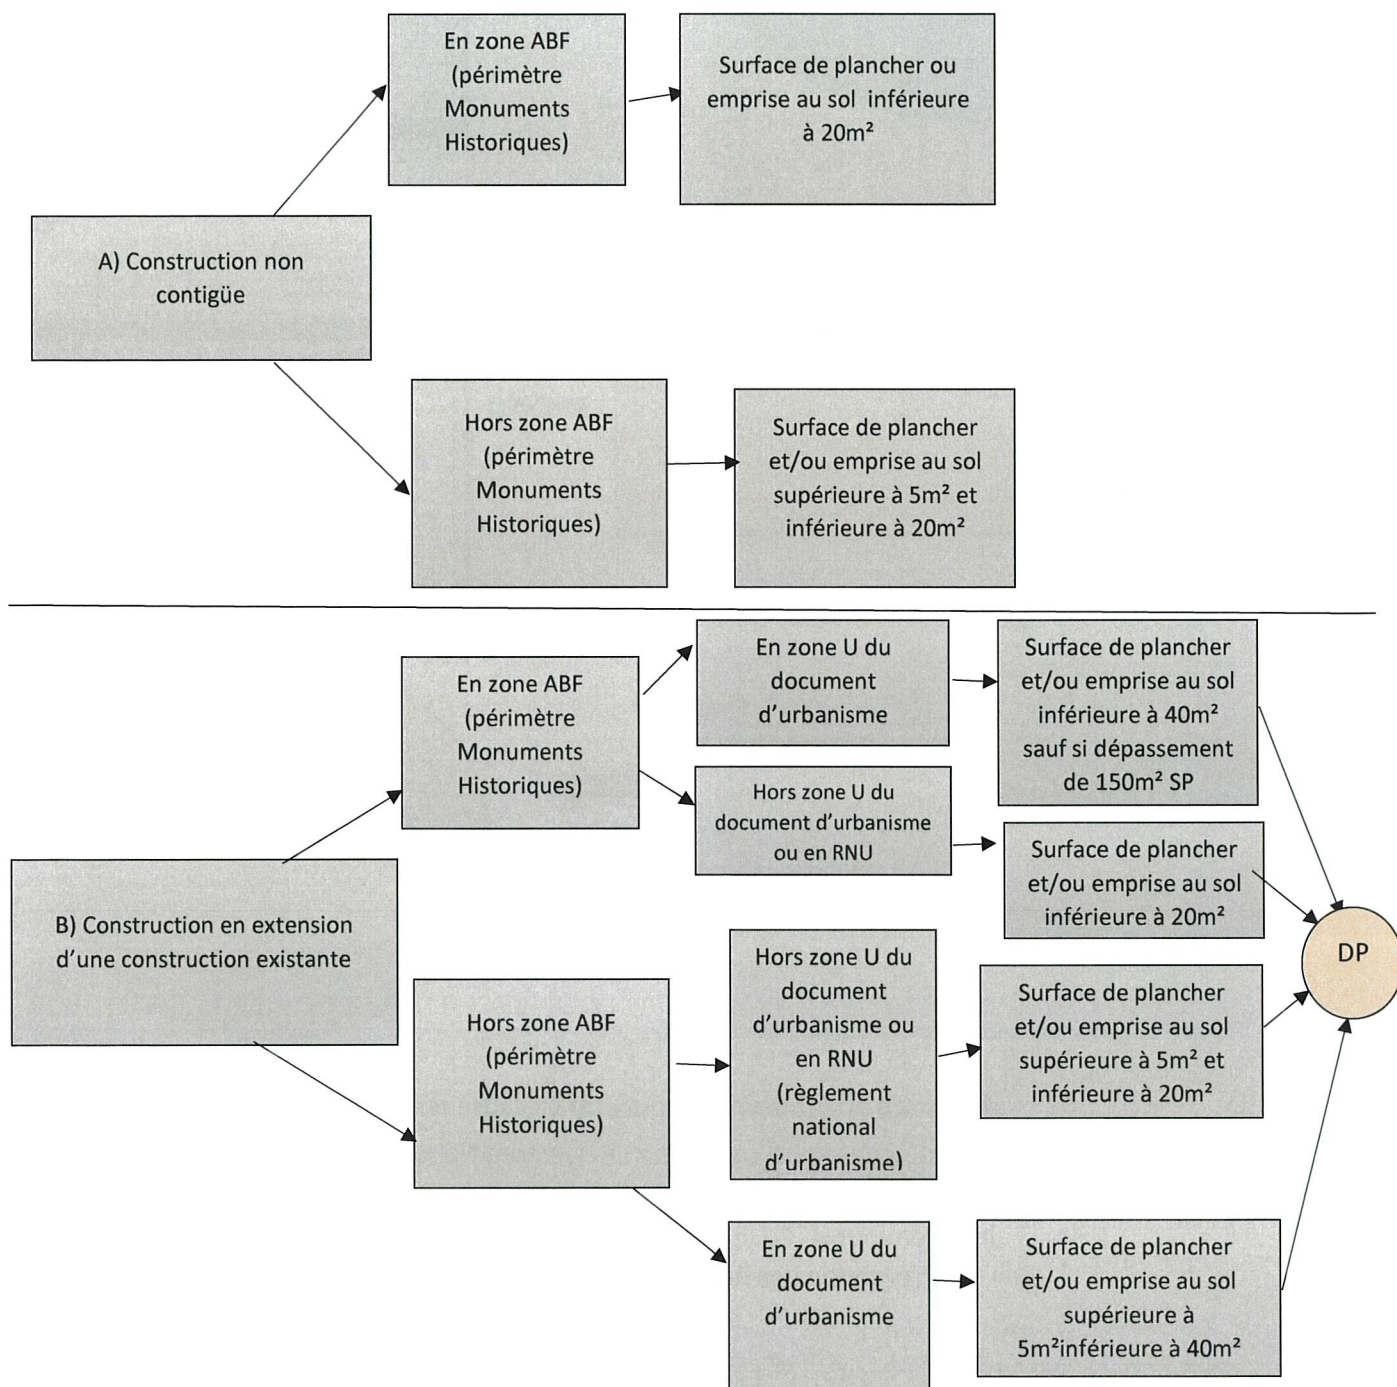 En zone ABF
(périmètre
Monuments
Historiques)
Surface de plancher ou
emprise au sol  inférieure
à 20m²
A) Construction non
contigüe
Hors zone ABF
(périmètre
Monuments
Historiques)
Surface de plancher
et/ou emprise au sol
supérieure à 5m² et
inférieure à 20m²
En zone ABF
(périmètre
Monuments
Historiques)
En zone U du
document
d’urbanisme
Surface de plancher
et/ou emprise au sol
inférieure à 40m²
sauf si dépassement
de 150m² SP
Hors zone U du
document d’urbanisme
ou en RNU
Surface de plancher
et/ou emprise au sol
inférieure à 20m²
B) Construction en extension
d’une construction existante
DP
Hors zone ABF
(périmètre
Monuments
Historiques)
Hors zone U du
document
d’urbanisme ou
en RNU
(règlement
national
d’urbanisme)
Surface de plancher
et/ou emprise au sol
supérieure à 5m² et
inférieure à 20m²
En zone U du
document
d’urbanisme
Surface de plancher
et/ou emprise au sol
supérieure à
5m²inférieure à 40m²